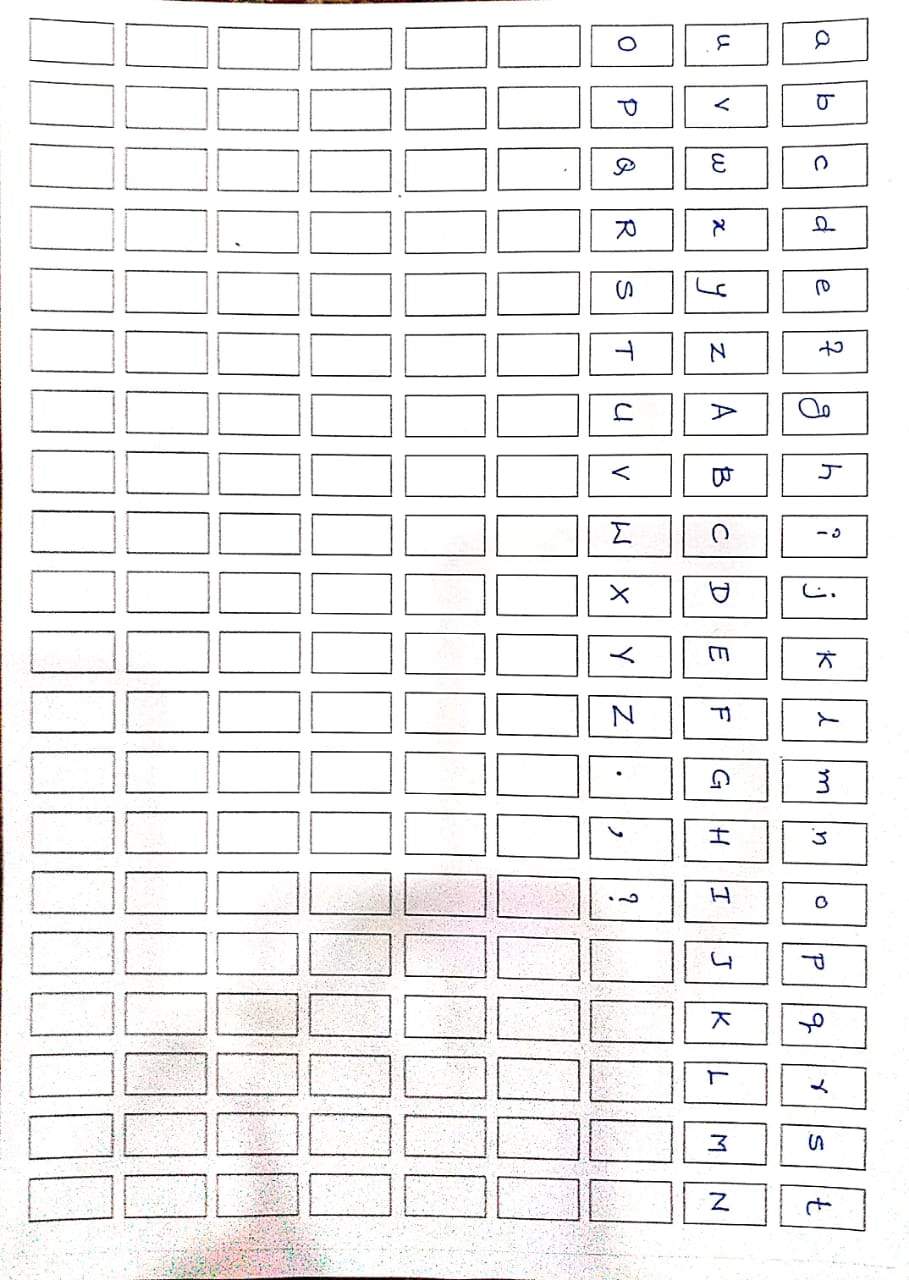 a b c d e f g h i j k l m n o p q r s t
u v w x y z A B C D E F G H I J K L M N
O P Q R S T U V W X Y Z . , ?